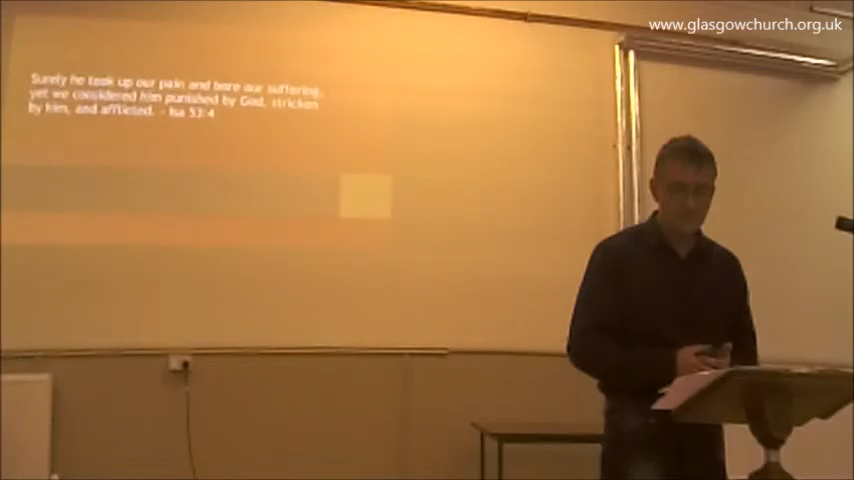 www.glasgowchurch.org.uk
Surely he took up our pain and bore our suffering,
yet we considered him punished by God, stricken
by him, and afflicted. - Isa 53:4